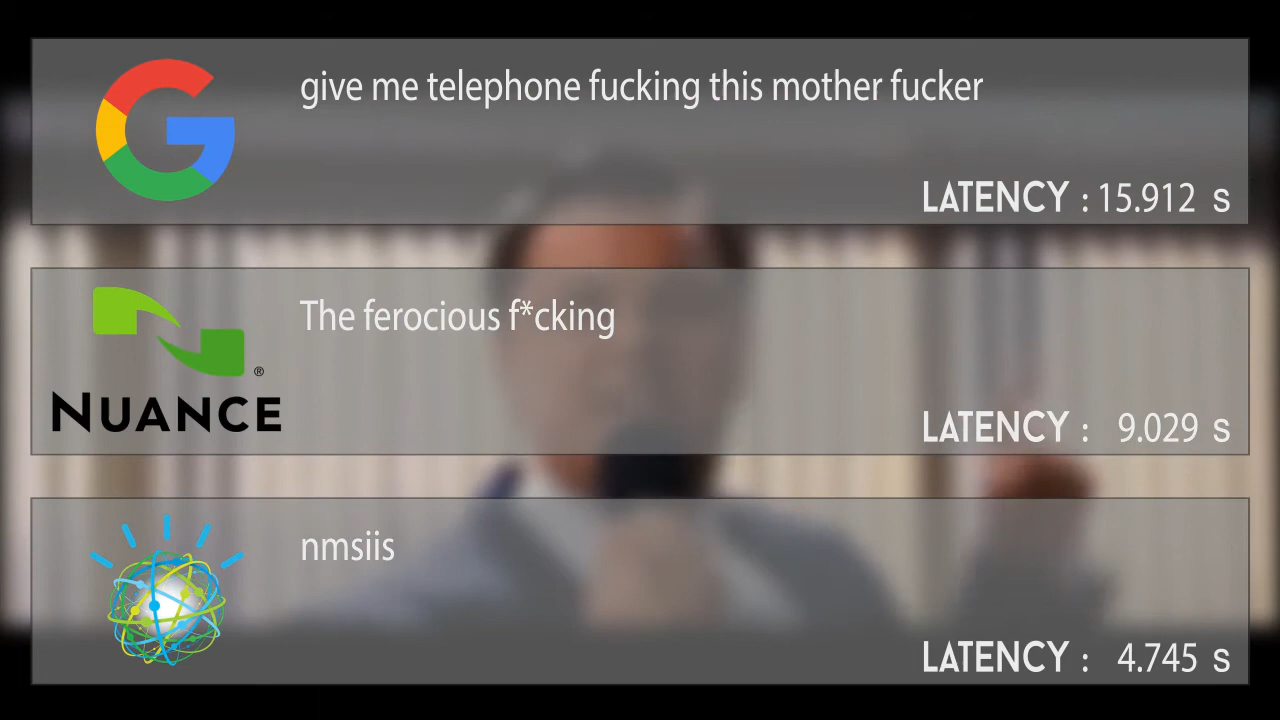 give me telephone fucking this mother fucker
LATENCY : 15.912 s
The ferocious f*cking
NUANCE ®
LATENCY : 9.029 s
nmsiis
LATENCY : 4.745 s